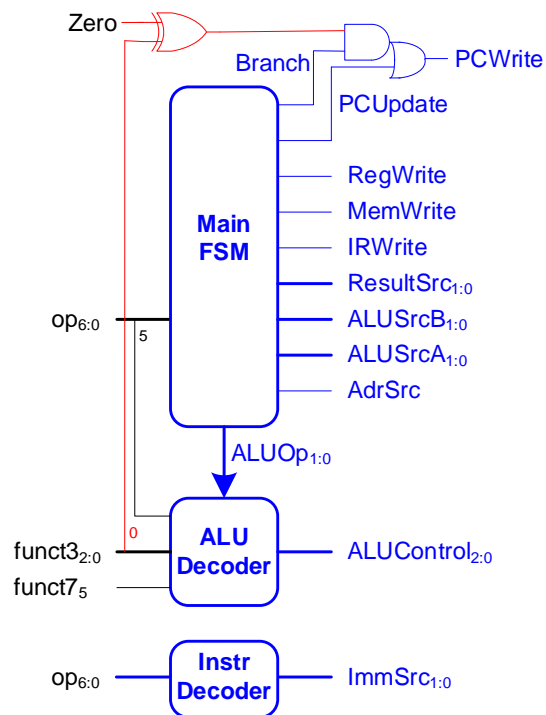 Zero
PCWrite
Branch
PCUpdate
RegWrite
MemWrite
Main
FSM
IRWrite
ResultSrc1:0
op6:0
5
ALUSrcB1:0
ALUSrcA1:0
AdrSrc
ALUOp1:0
0
funct32:0
ALU
Decoder
ALUControl2:0
funct75
op6:0
Instr
Decoder
ImmSrc1:0